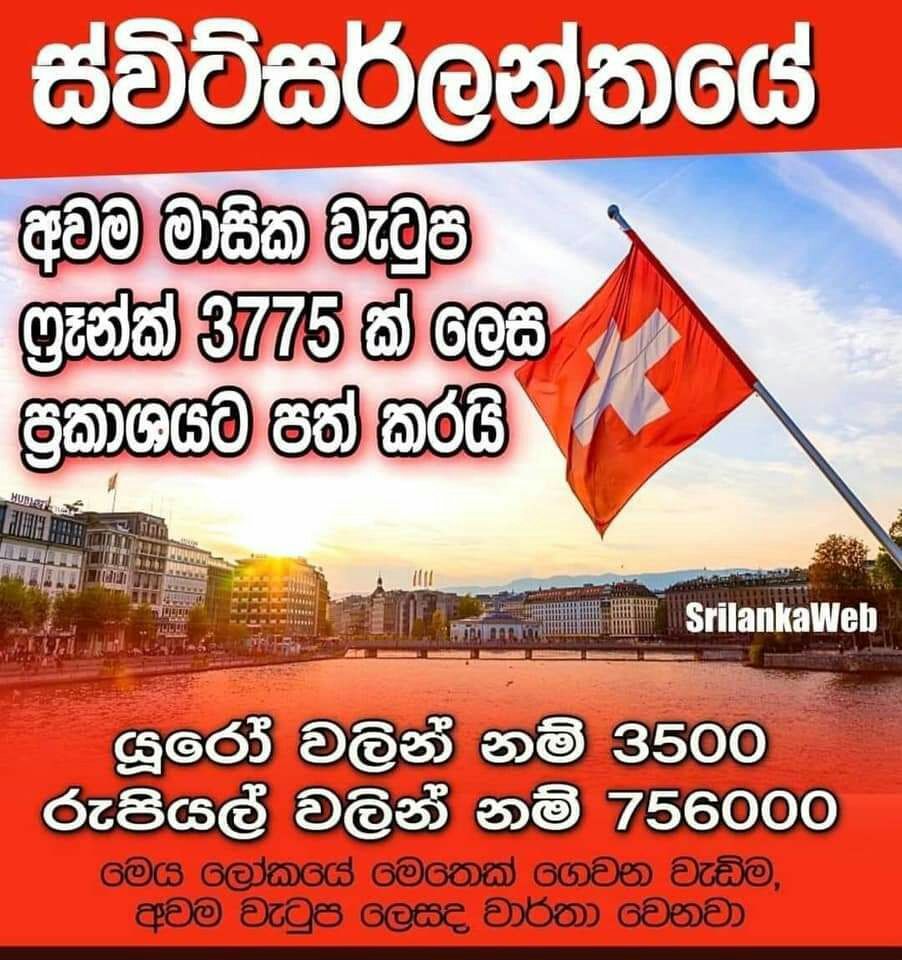 ස්විට්සර්ලන්තයේ
අවම මාසික වැටුප
ෆ්‍රෑන්ක් 3775 ක් ලෙස
ප්‍රකාශයට පත් කරයි
HUBLOT
SrilankaWeb
යූරෝ වලින් නම් 3500
රුපියල් වලින් නම් 756000
මෙය ලෝකයේ මෙතෙක් ගෙවන වැඩිම,
අවම වැටුප ලෙසද වාර්තා වෙනවා